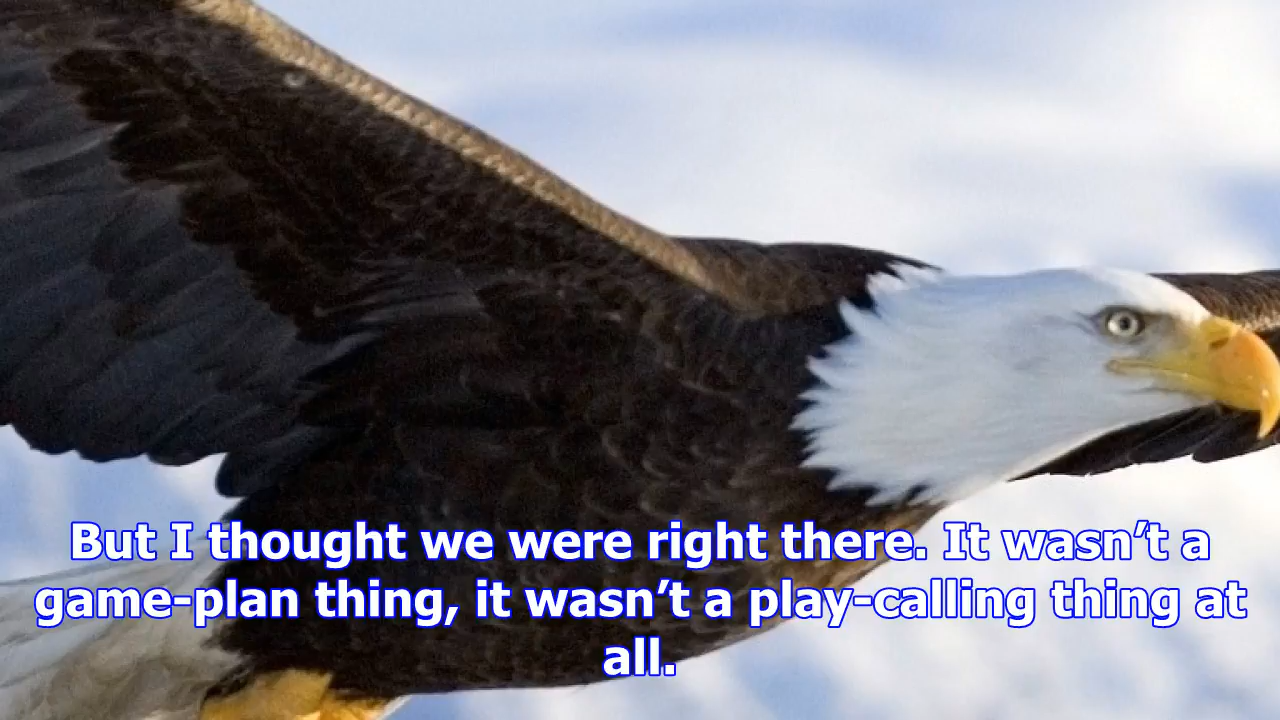 But I thought we were right there. It wasn’t a
game-plan thing, it wasn’t a play-calling thing at
all.